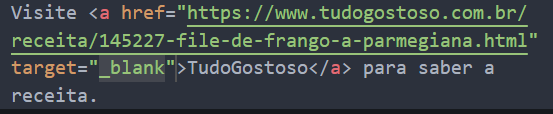 Visite <a href="https://www.tudogostoso.com.br/
receita/145227-file-de-frango-a-parmegiana.html"
target="_blank">TudoGostoso</a> para saber a
receita.